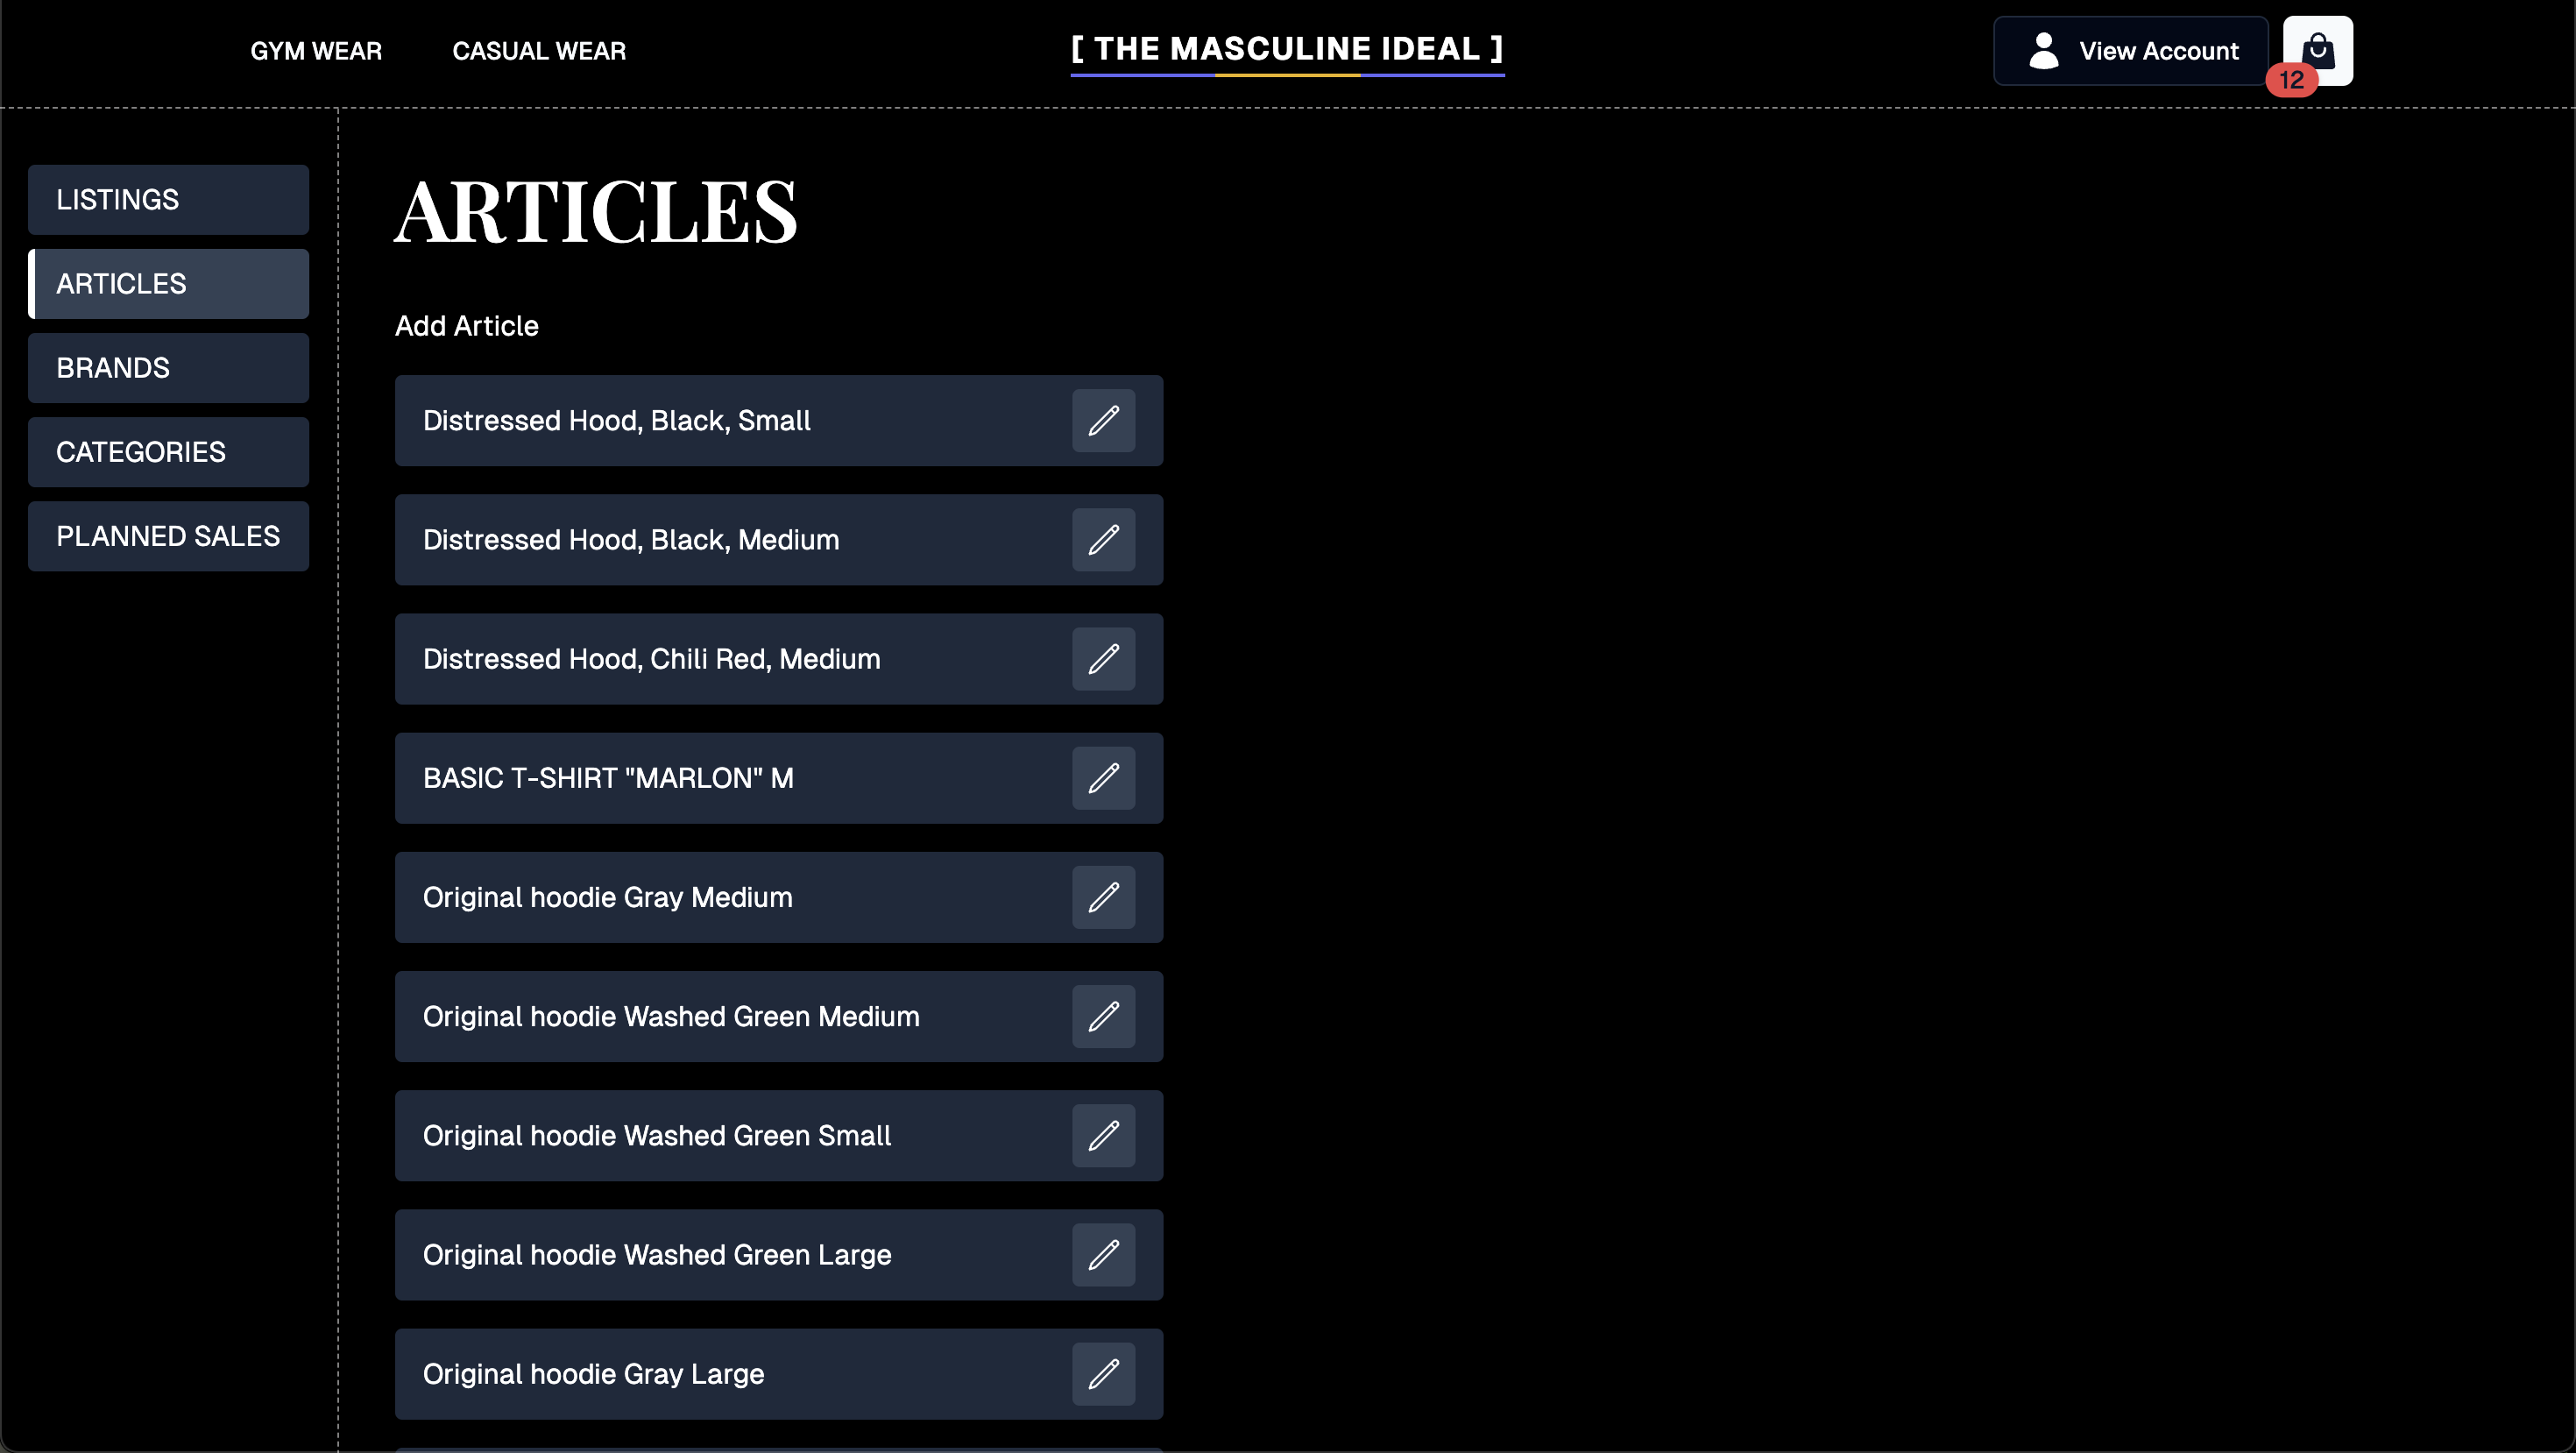 GYM WEAR
CASUAL WEAR
[ THE MASCULINE IDEAL ]
View Account
12
LISTINGS
ARTICLES
BRANDS
CATEGORIES
PLANNED SALES
ARTICLES
Add Article
Distressed Hood, Black, Small
Distressed Hood, Black, Medium
Distressed Hood, Chili Red, Medium
BASIC T-SHIRT "MARLON" M
Original hoodie Gray Medium
Original hoodie Washed Green Medium
Original hoodie Washed Green Small
Original hoodie Washed Green Large
Original hoodie Gray Large